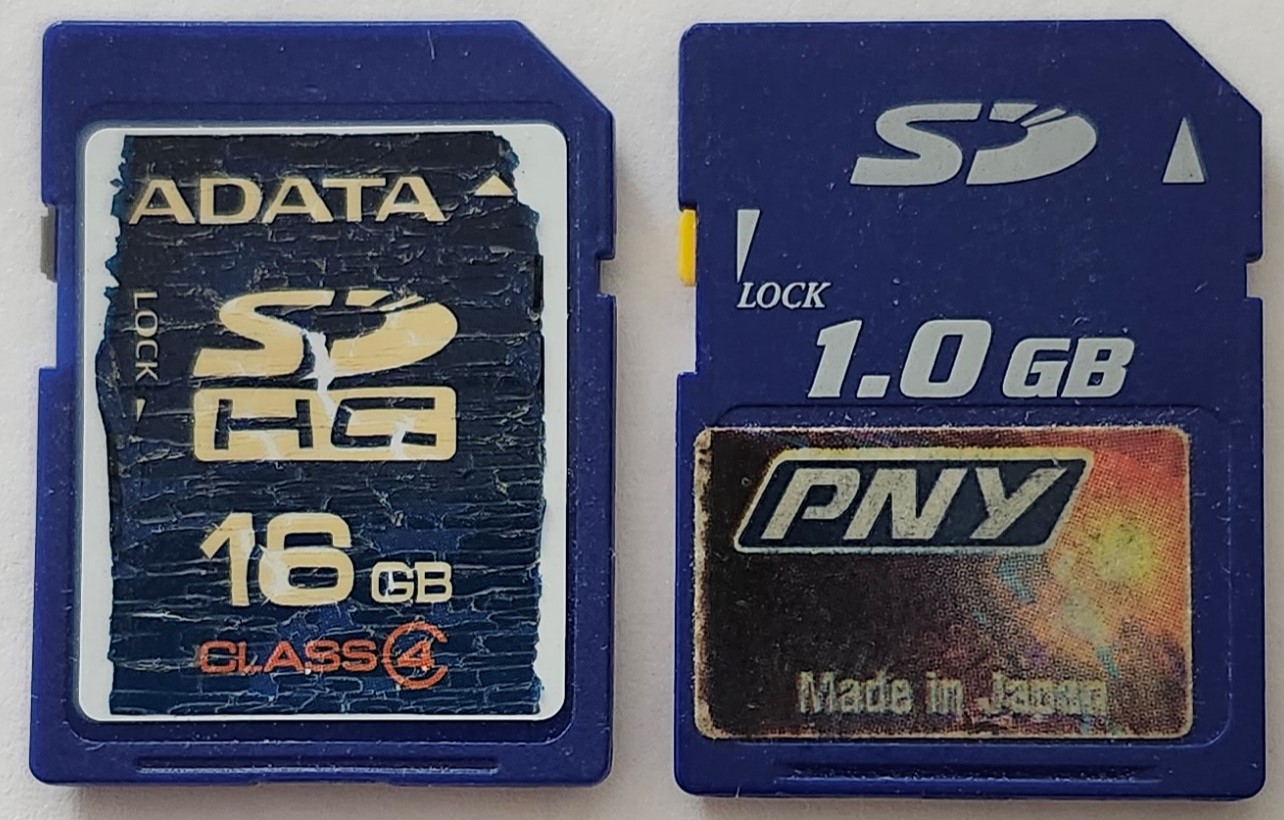 ADATA
LOCK
SD
HC
16 GB
CLASS 4
SD
LOCK
1.0 GB
PNY
Made in Japan